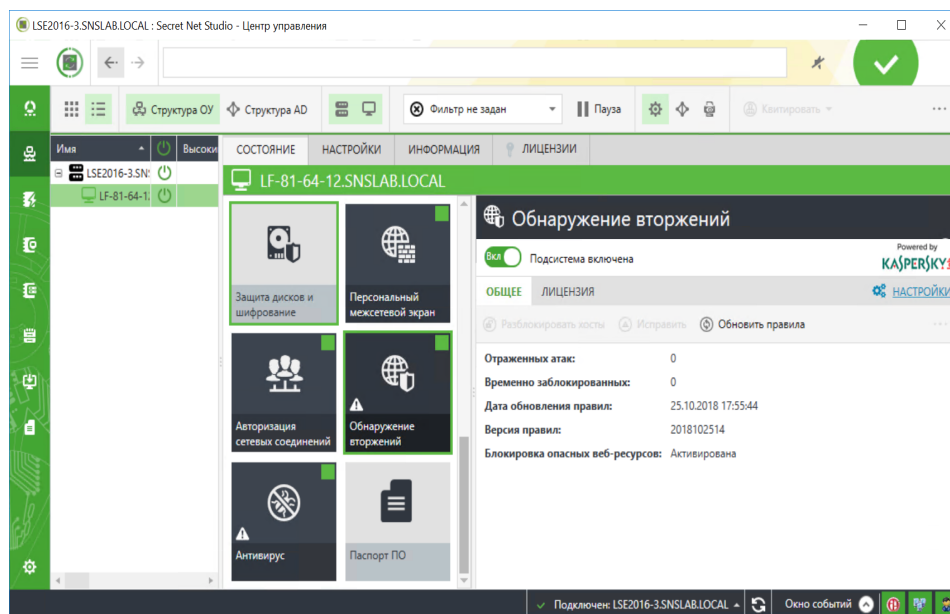 LSE2016-3.SNSLAB.LOCAL : Secret Net Studio - Центр управления
Структура ОУ
Структура AD
Фильтр не задан
Пауза
Квитировать
Имя
Высоки
LSE2016-3.SN
LF-81-64-1
СОСТОЯНИЕ
НАСТРОЙКИ
ИНФОРМАЦИЯ
ЛИЦЕНЗИИ
LF-81-64-12.SNSLAB.LOCAL
Защита дисков и
шифрование
Персональный
межсетевой экран
Авторизация
сетевых соединений
Обнаружение
вторжений
Антивирус
Паспорт ПО
Обнаружение вторжений
Вкл
Подсистема включена
Powered by
KASPERSKY
ОБЩЕЕ
ЛИЦЕНЗИЯ
НАСТРОЙКИ
Разблокировать хосты
Исправить
Обновить правила
Отраженных атак: 0
Временно заблокированных: 0
Дата обновления правил: 25.10.2018 17:55:44
Версия правил: 2018102514
Блокировка опасных веб-ресурсов: Активирована
Подключен: LSE2016-3.SNSLAB.LOCAL
Окно событий